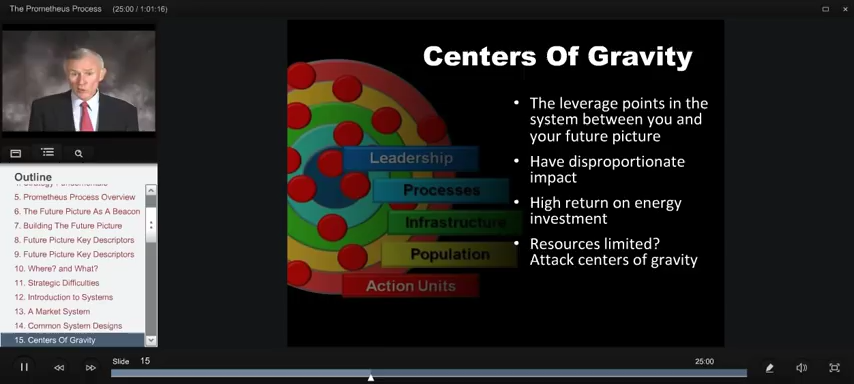 The Prometheus Process (25:00 / 1:01:16)
Centers Of Gravity
• The leverage points in the
system between you and
your future picture
• Have disproportionate
impact
• High return on energy
investment
• Resources limited?
Attack centers of gravity
Leadership
Processes
Infrastructure
Population
Action Units
Outline
4. Strategy Fundamentals
5. Prometheus Process Overview
6. The Future Picture As A Beacon
7. Building The Future Picture
8. Future Picture Key Descriptors
9. Future Picture Key Descriptors
10. Where? and What?
11. Strategic Difficulties
12. Introduction to Systems
13. A Market System
14. Common System Designs
15. Centers Of Gravity
Slide 15
25:00